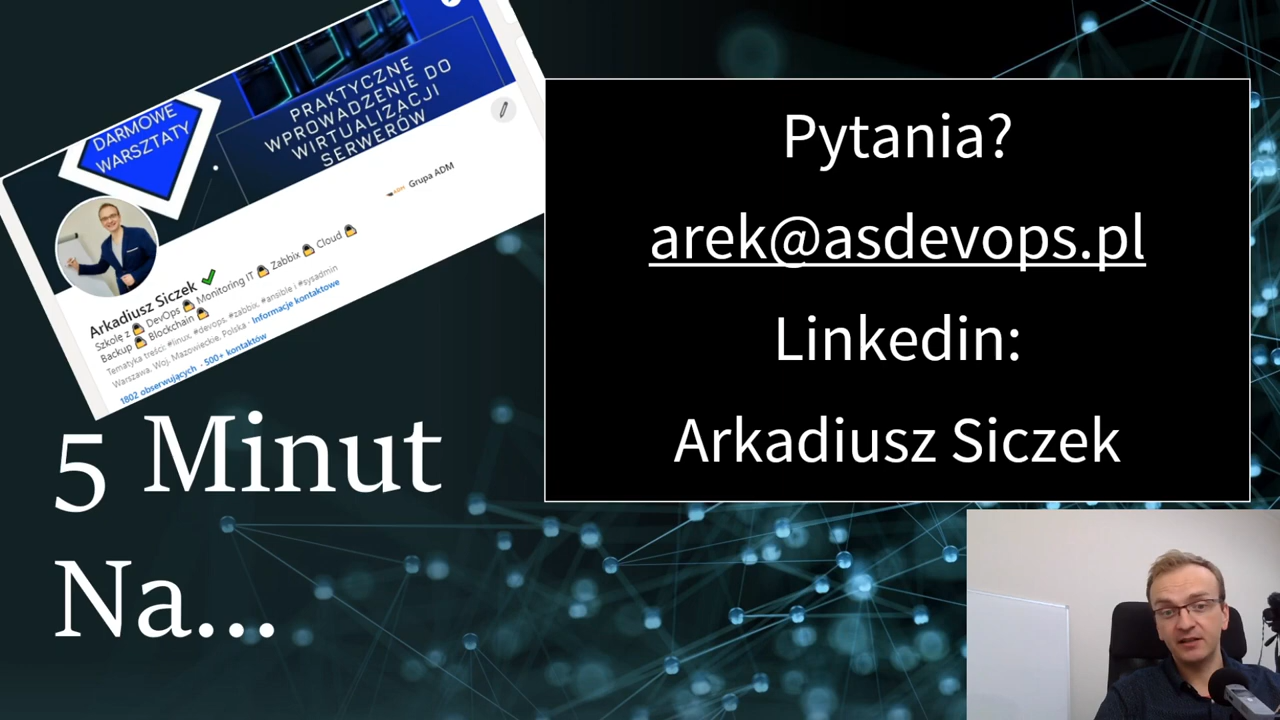 DARMOWE
WARSZTATY
PRAKTYCZNE
WPROWADZENIE DO
WIRTUALIZACJI
SERWERÓW
Grupa ADM
Arkadiusz Siczek
Szkolę z DevOps Monitoring IT Zabbix Cloud
Backup Blockchain
Tematyka treści: #linux, #devops, #zabbix, #ansible i #sysadmin
Warszawa, Woj. Mazowieckie, Polska · Informacje kontaktowe
1802 obserwujących · 500+ kontaktów
5 Minut
Na...
Pytania?
arek@asdevops.pl
Linkedin:
Arkadiusz Siczek